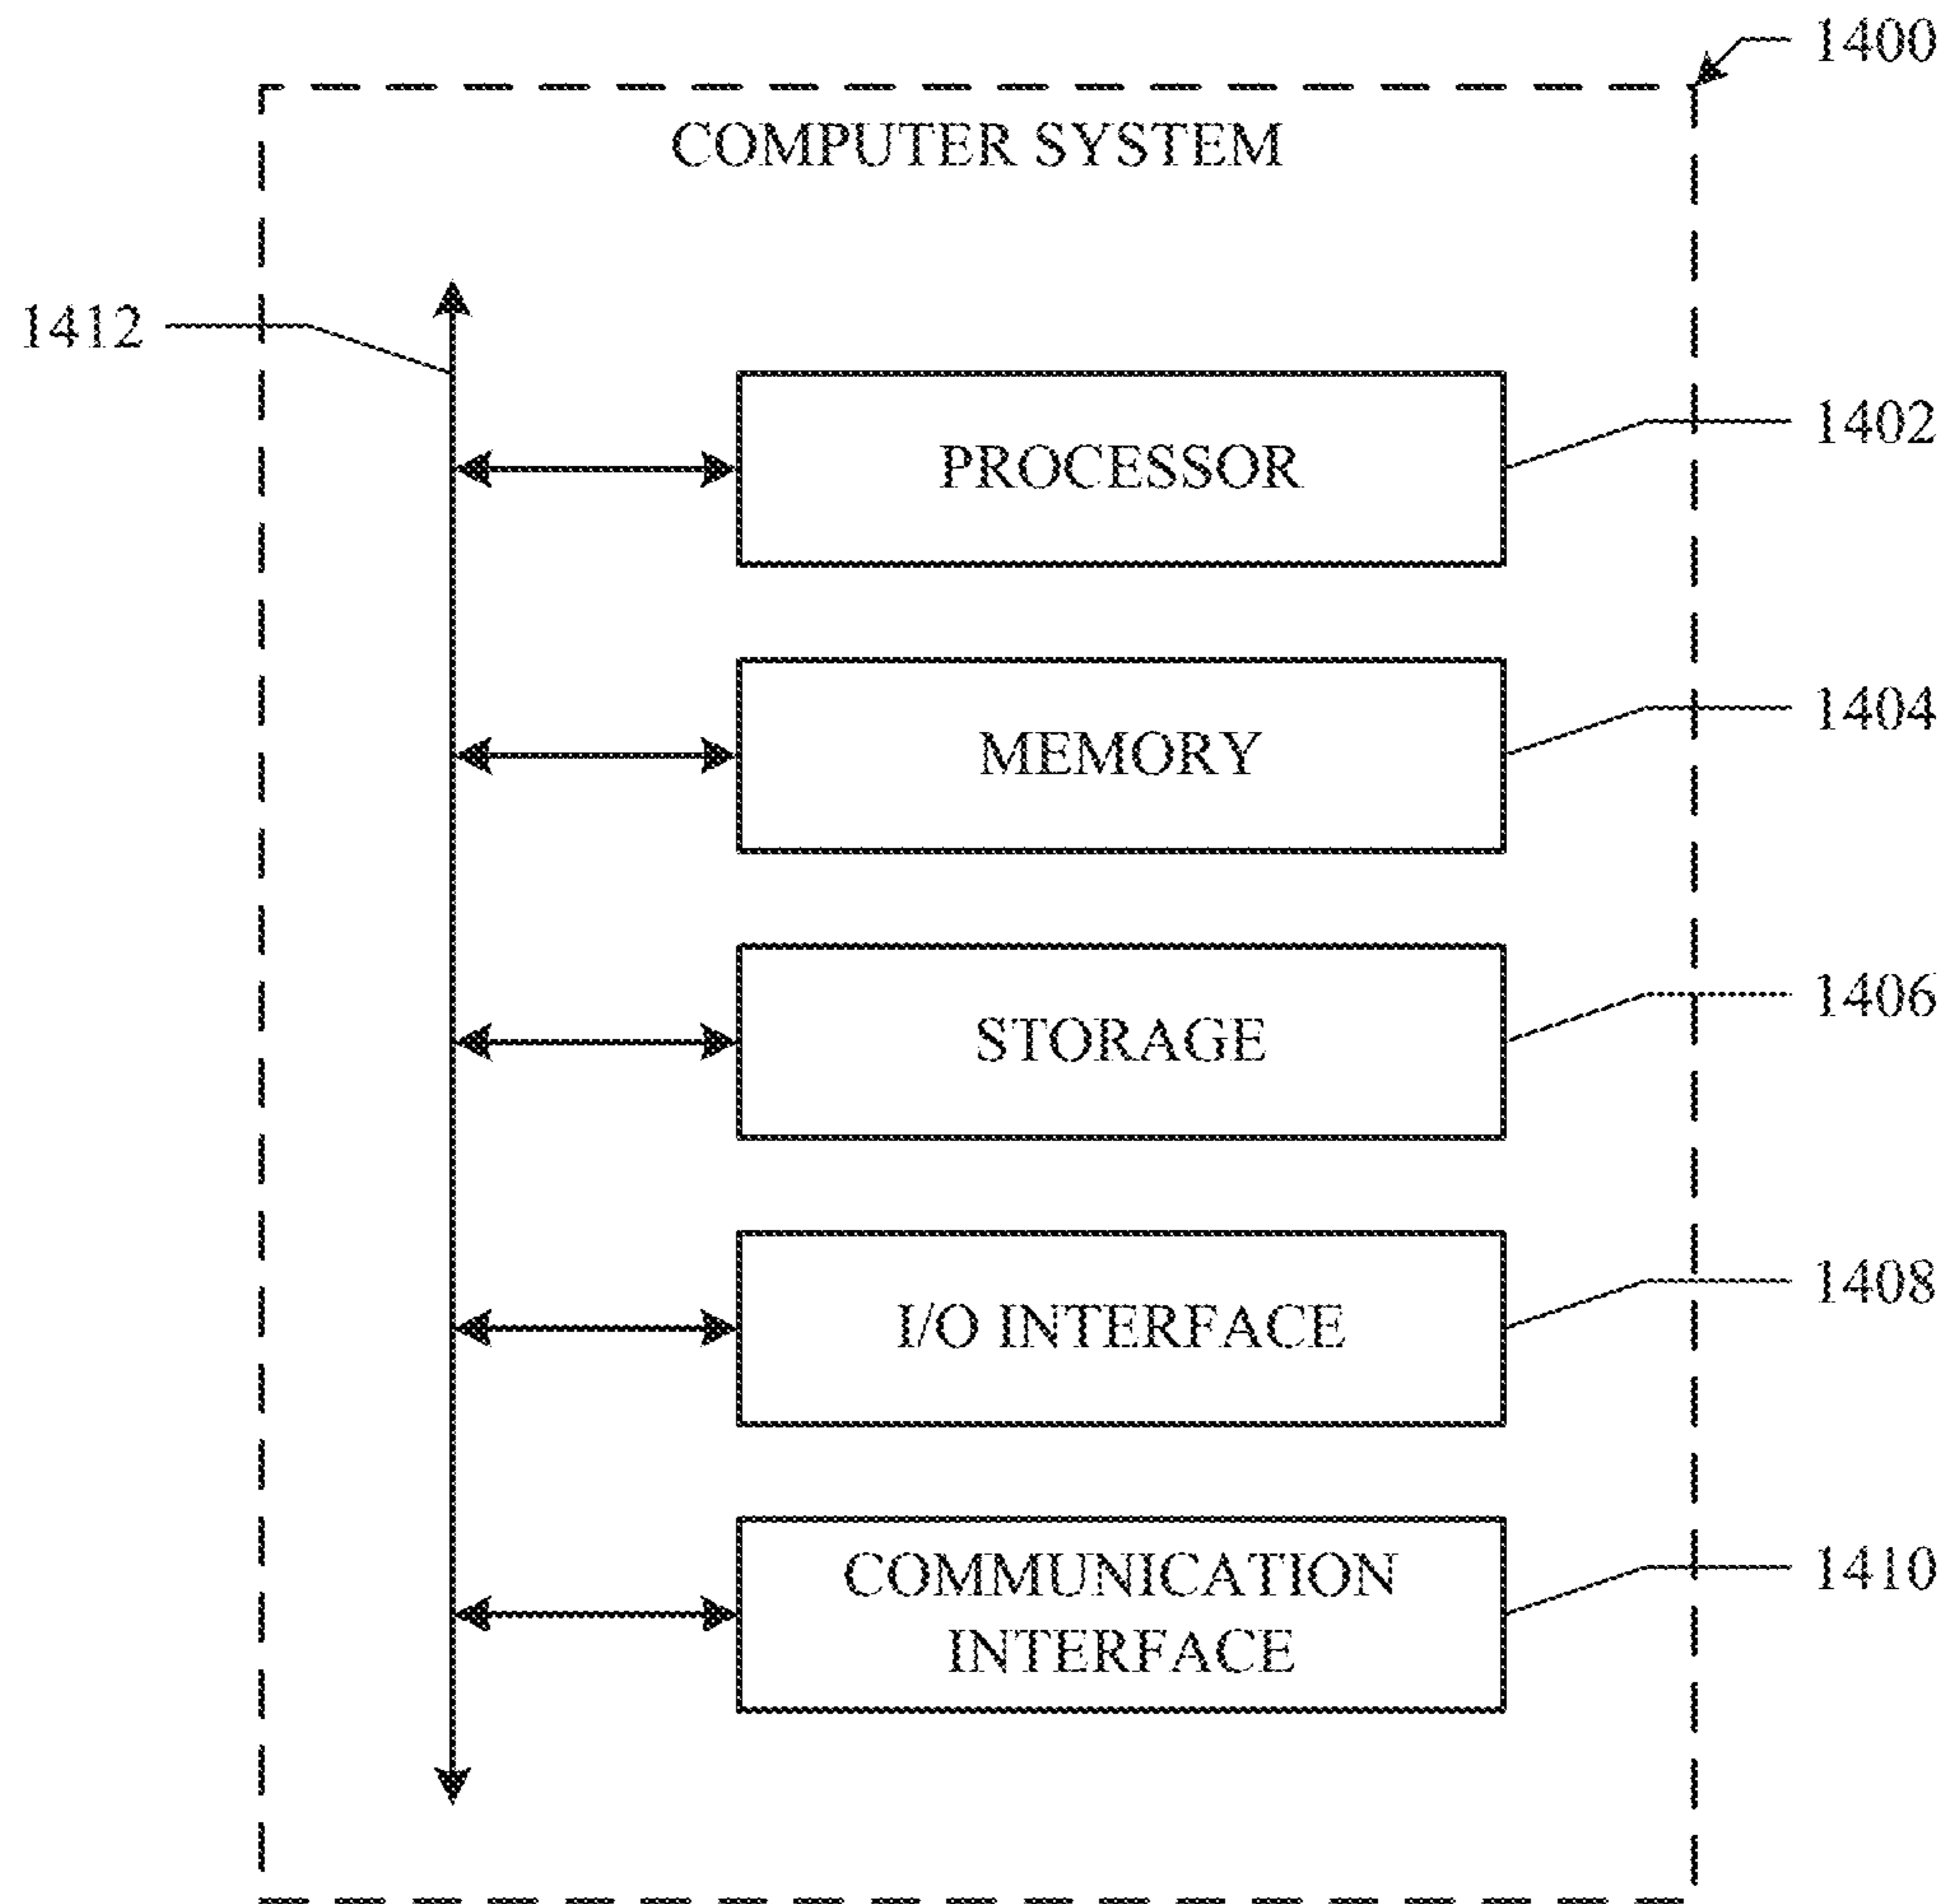 1400
COMPUTER SYSTEM
1412
1402
PROCESSOR
1404
MEMORY
1406
STORAGE
1408
I/O INTERFACE
1410
COMMUNICATION
INTERFACE